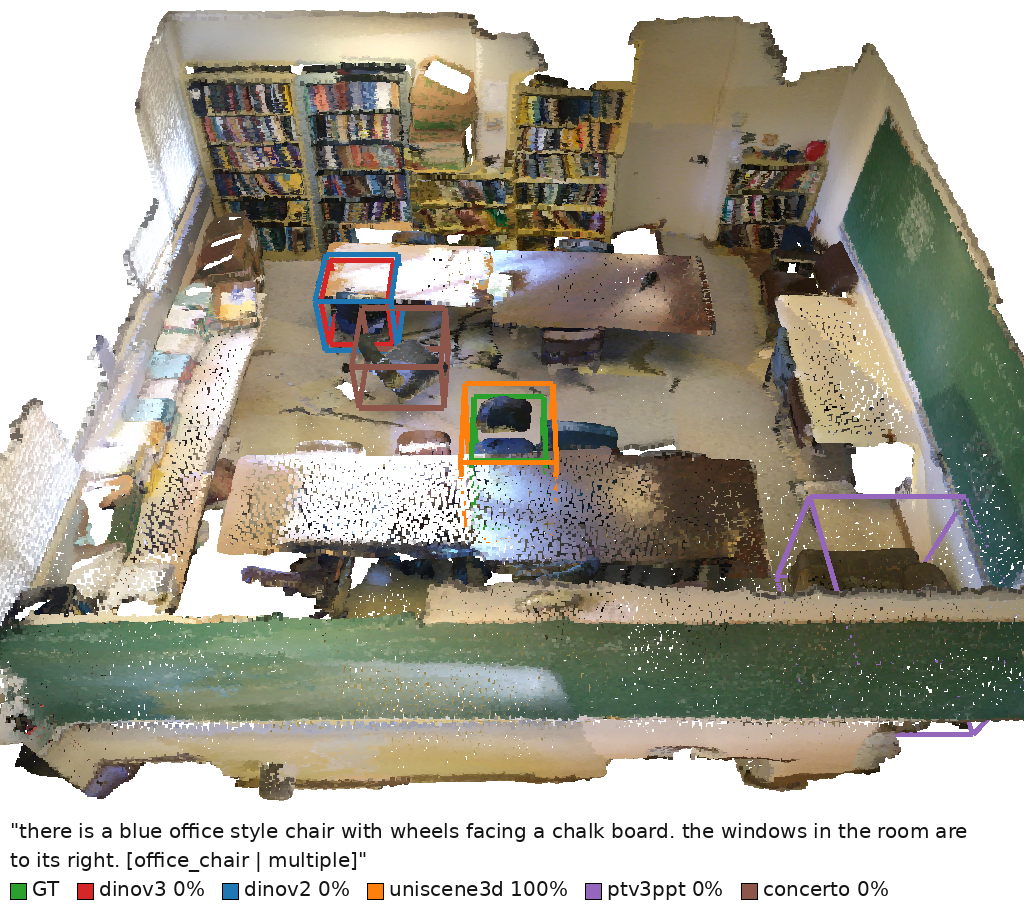 "there is a blue office style chair with wheels facing a chalk board. the windows in the room are
to its right. [office_chair | multiple]"
GT dinov3 0% dinov2 0% uniscene3d 100% ptv3ppt 0% concerto 0%